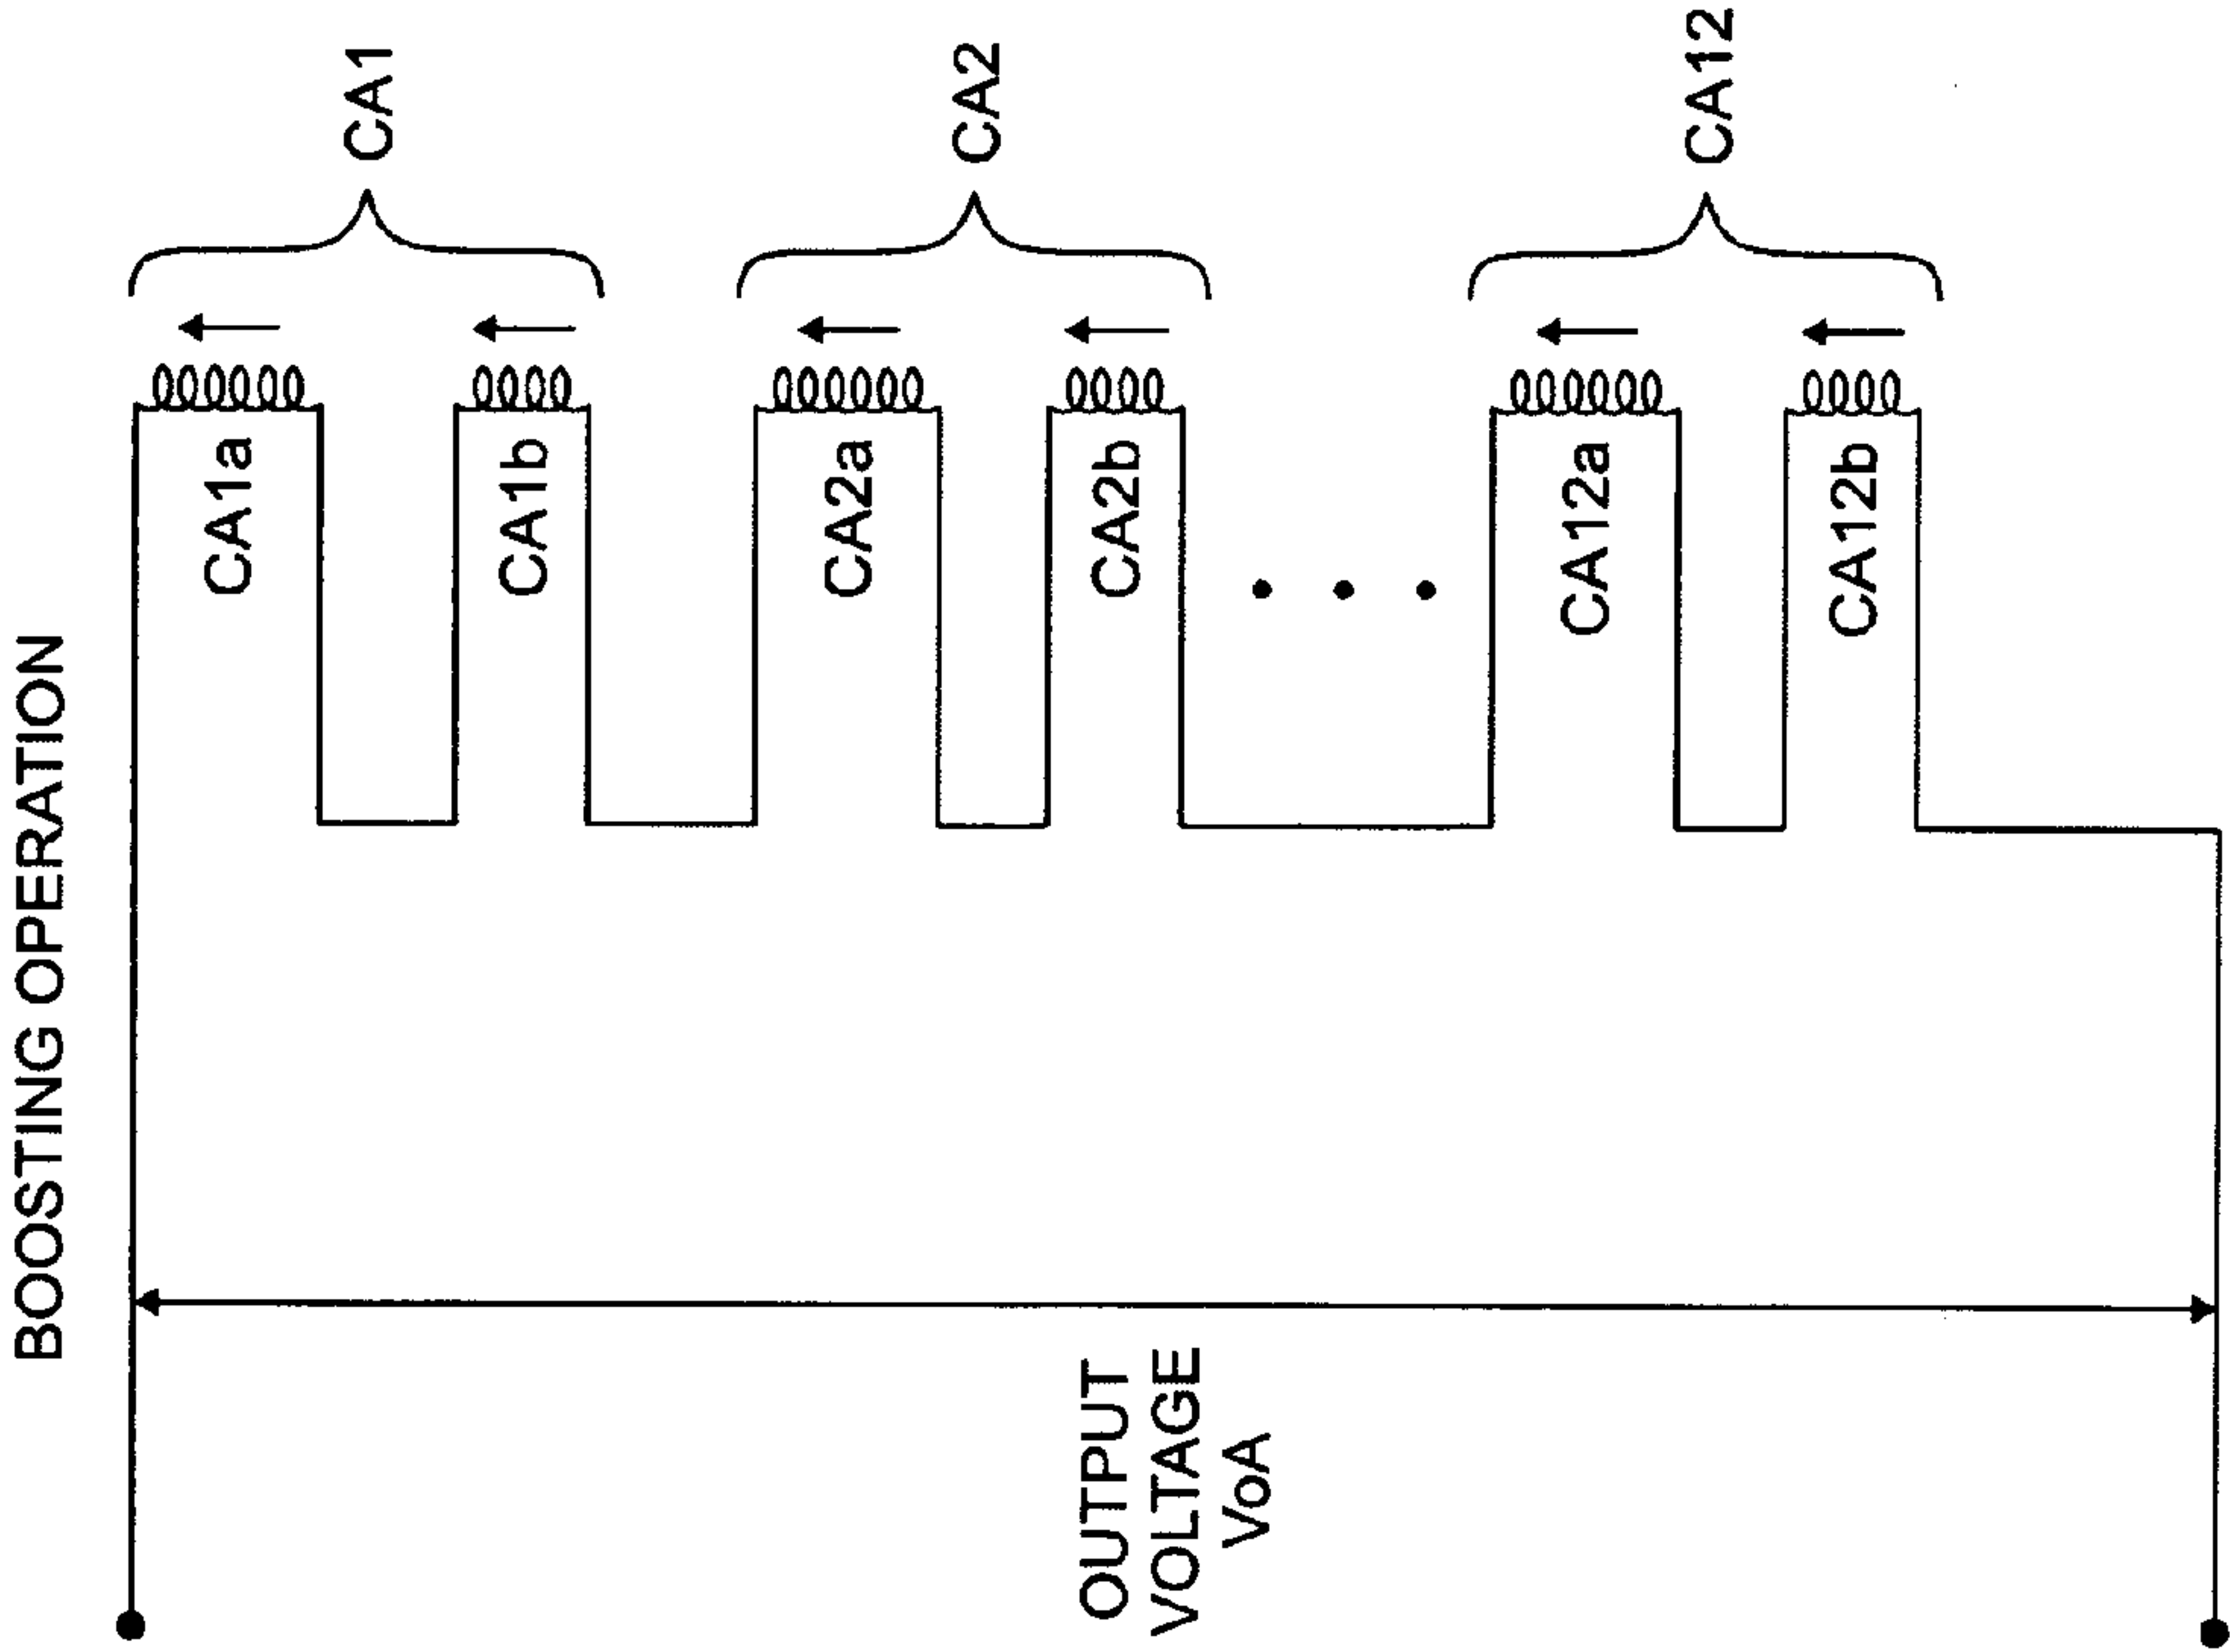 BOOSTING OPERATION
CA1
CA2
CA12
CA1a
CA1b
CA2a
CA2b
CA12a
CA12b
OUTPUT
VOLTAGE
VoA